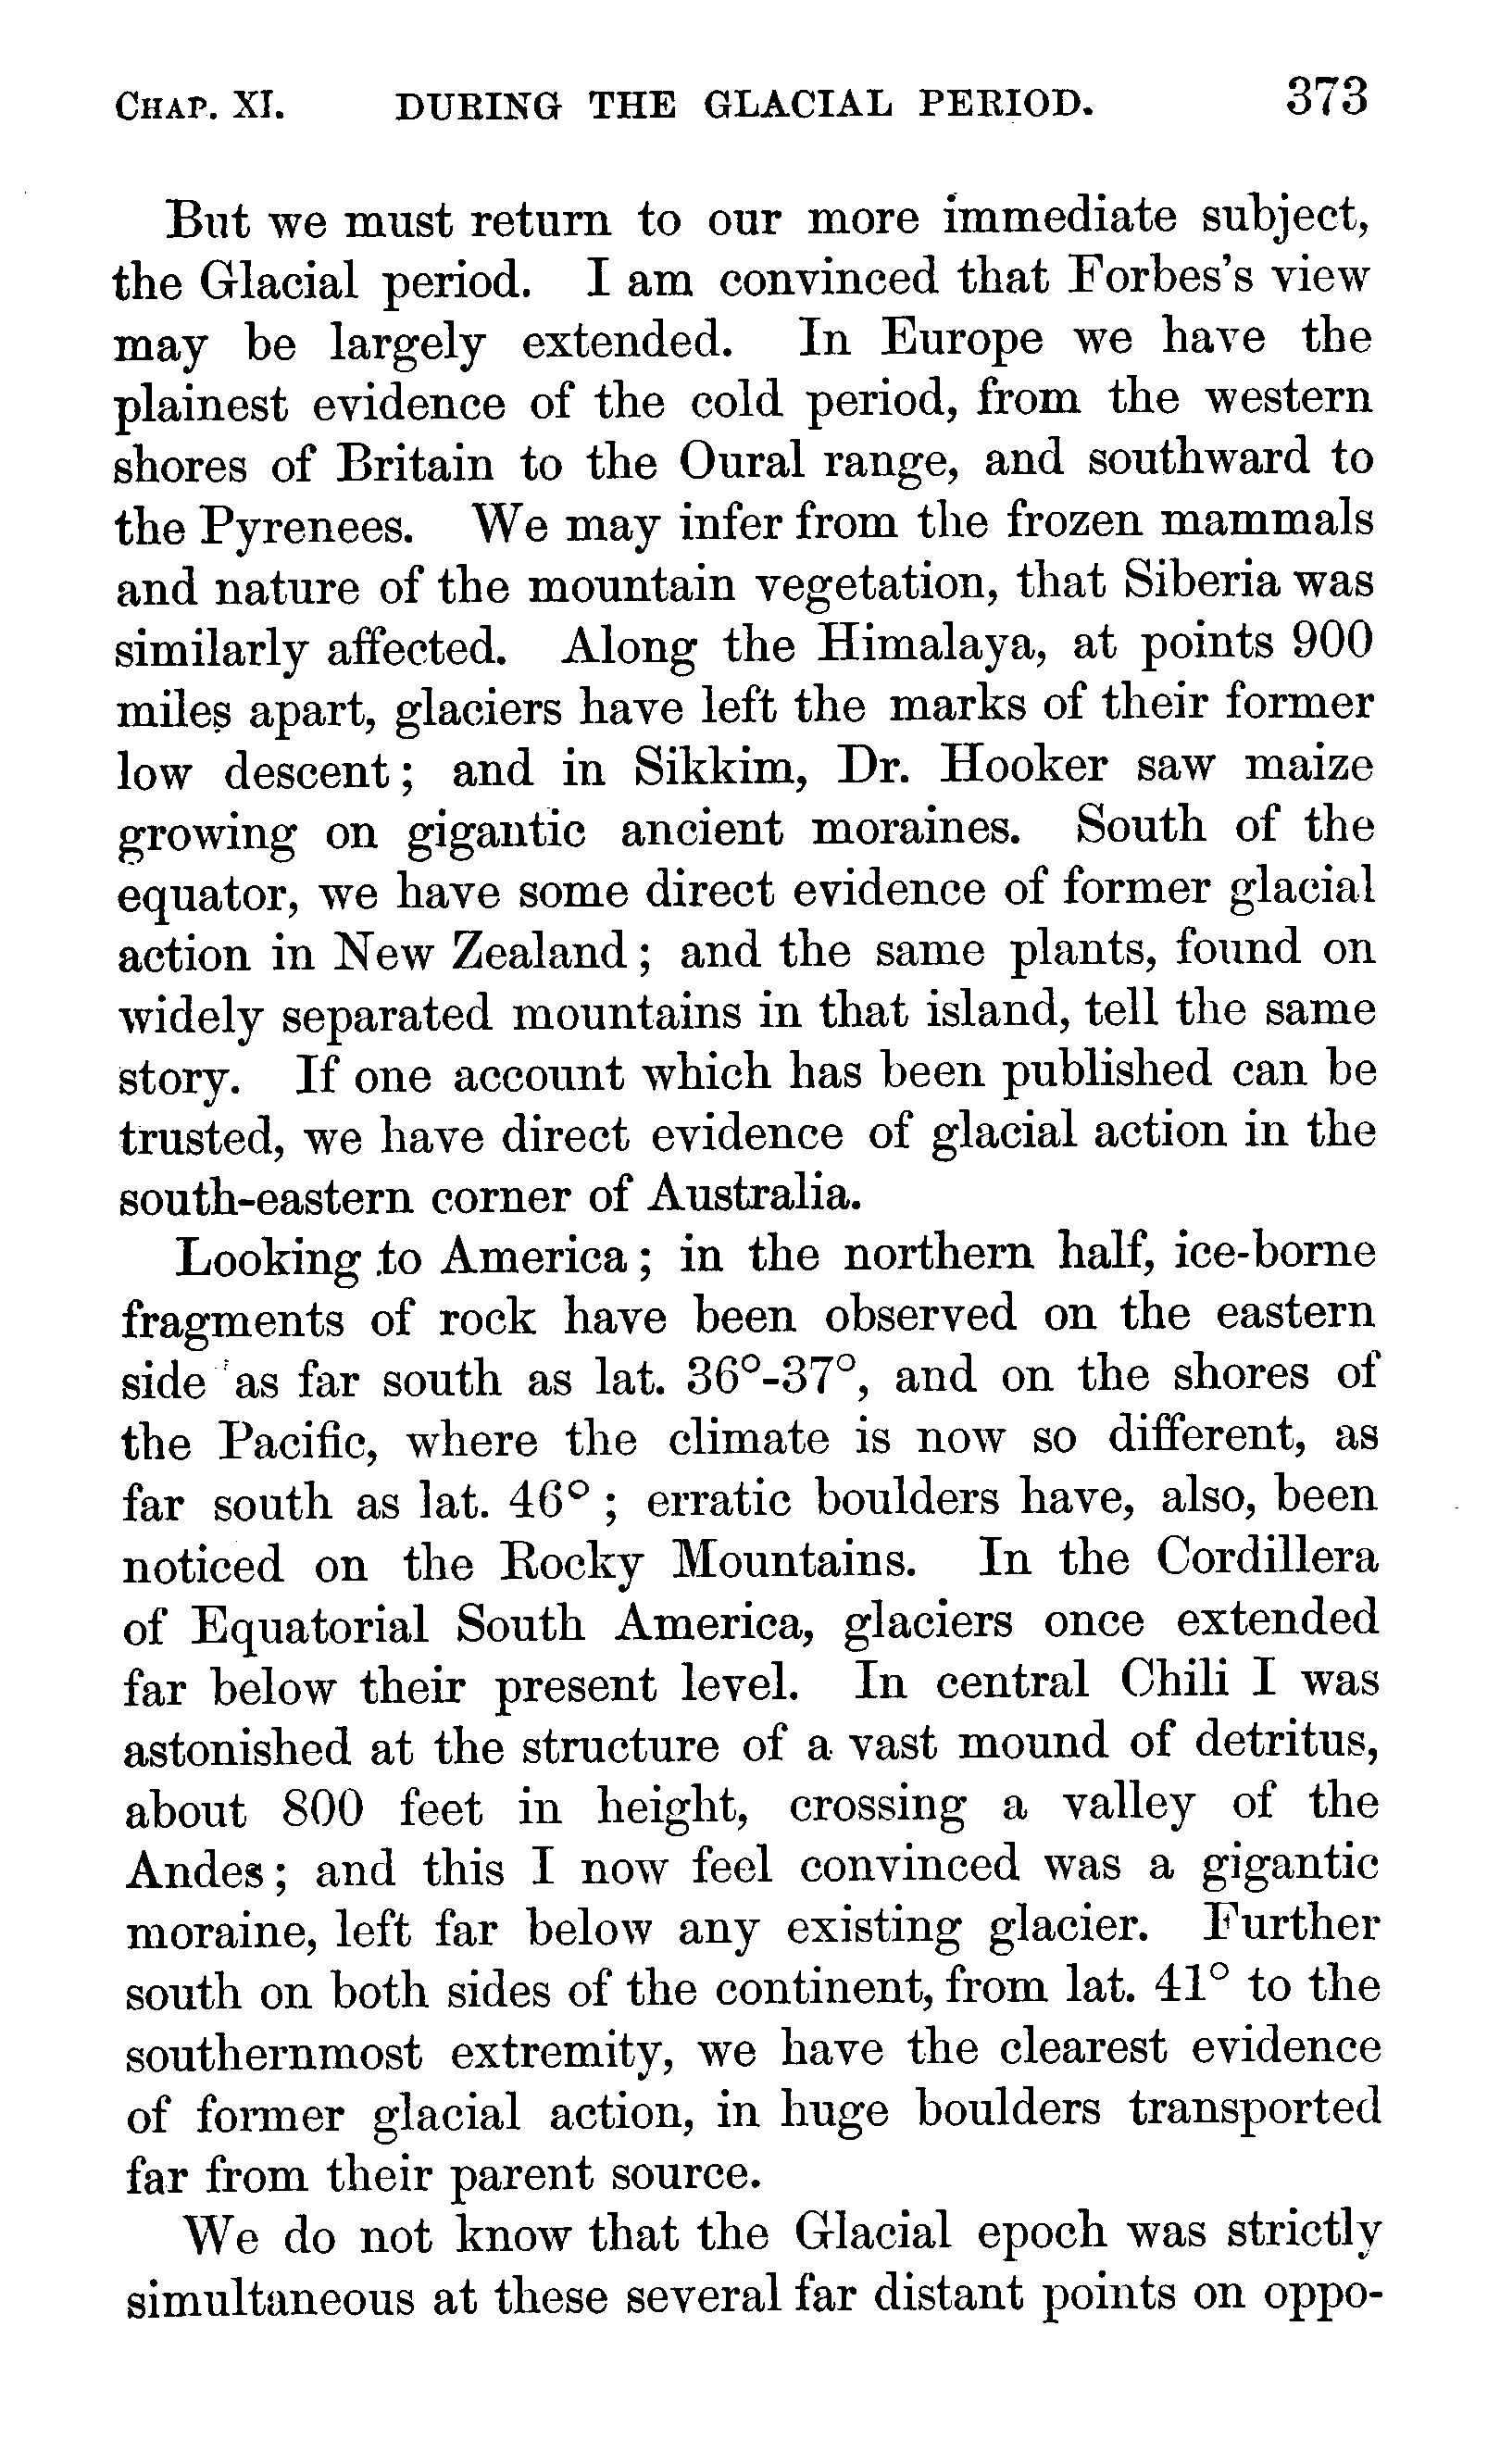 CHAP. XI. DURING THE GLACIAL PERIOD. 373
But we must return to our more immediate subject,
the Glacial period. I am convinced that Forbes's view
may be largely extended. In Europe we have the
plainest evidence of the cold period, from the western
shores of Britain to the Oural range, and southward to
the Pyrenees. We may infer from the frozen mammals
and nature of the mountain vegetation, that Siberia was
similarly affected. Along the Himalaya, at points 900
miles apart, glaciers have left the marks of their former
low descent; and in Sikkim, Dr. Hooker saw maize
growing on gigantic ancient moraines. South of the
equator, we have some direct evidence of former glacial
action in New Zealand; and the same plants, found on
widely separated mountains in that island, tell the same
story. If one account which has been published can be
trusted, we have direct evidence of glacial action in the
south-eastern corner of Australia.
Looking to America; in the northern half, ice-borne
fragments of rock have been observed on the eastern
side as far south as lat. 36°-37°, and on the shores of
the Pacific, where the climate is now so different, as
far south as lat. 46°; erratic boulders have, also, been
noticed on the Rocky Mountains. In the Cordillera
of Equatorial South America, glaciers once extended
far below their present level. In central Chili I was
astonished at the structure of a vast mound of detritus,
about 800 feet in height, crossing a valley of the
Andes; and this I now feel convinced was a gigantic
moraine, left far below any existing glacier. Further
south on both sides of the continent, from lat. 41° to the
southernmost extremity, we have the clearest evidence
of former glacial action, in huge boulders transported
far from their parent source.
We do not know that the Glacial epoch was strictly
simultaneous at these several far distant points on oppo-